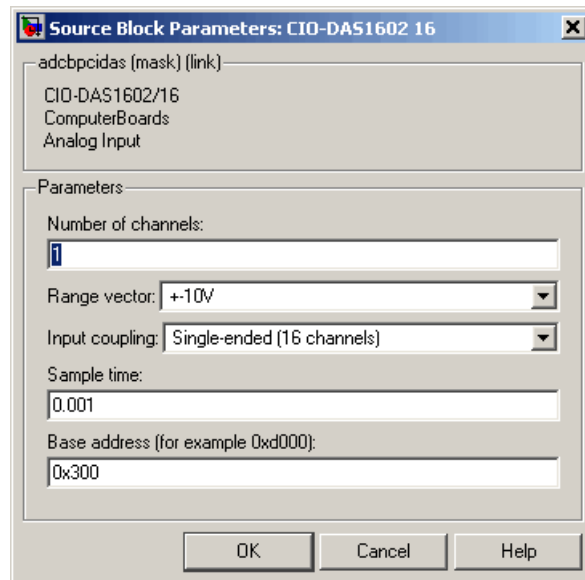 Source Block Parameters: CIO-DAS1602 16
adcbpcidas (mask) (link)
CIO-DAS1602/16
ComputerBoards
Analog Input
Parameters
Number of channels:
1
Range vector: +-10V
Input coupling: Single-ended (16 channels)
Sample time:
0.001
Base address (for example 0xd000):
0x300
OK Cancel Help